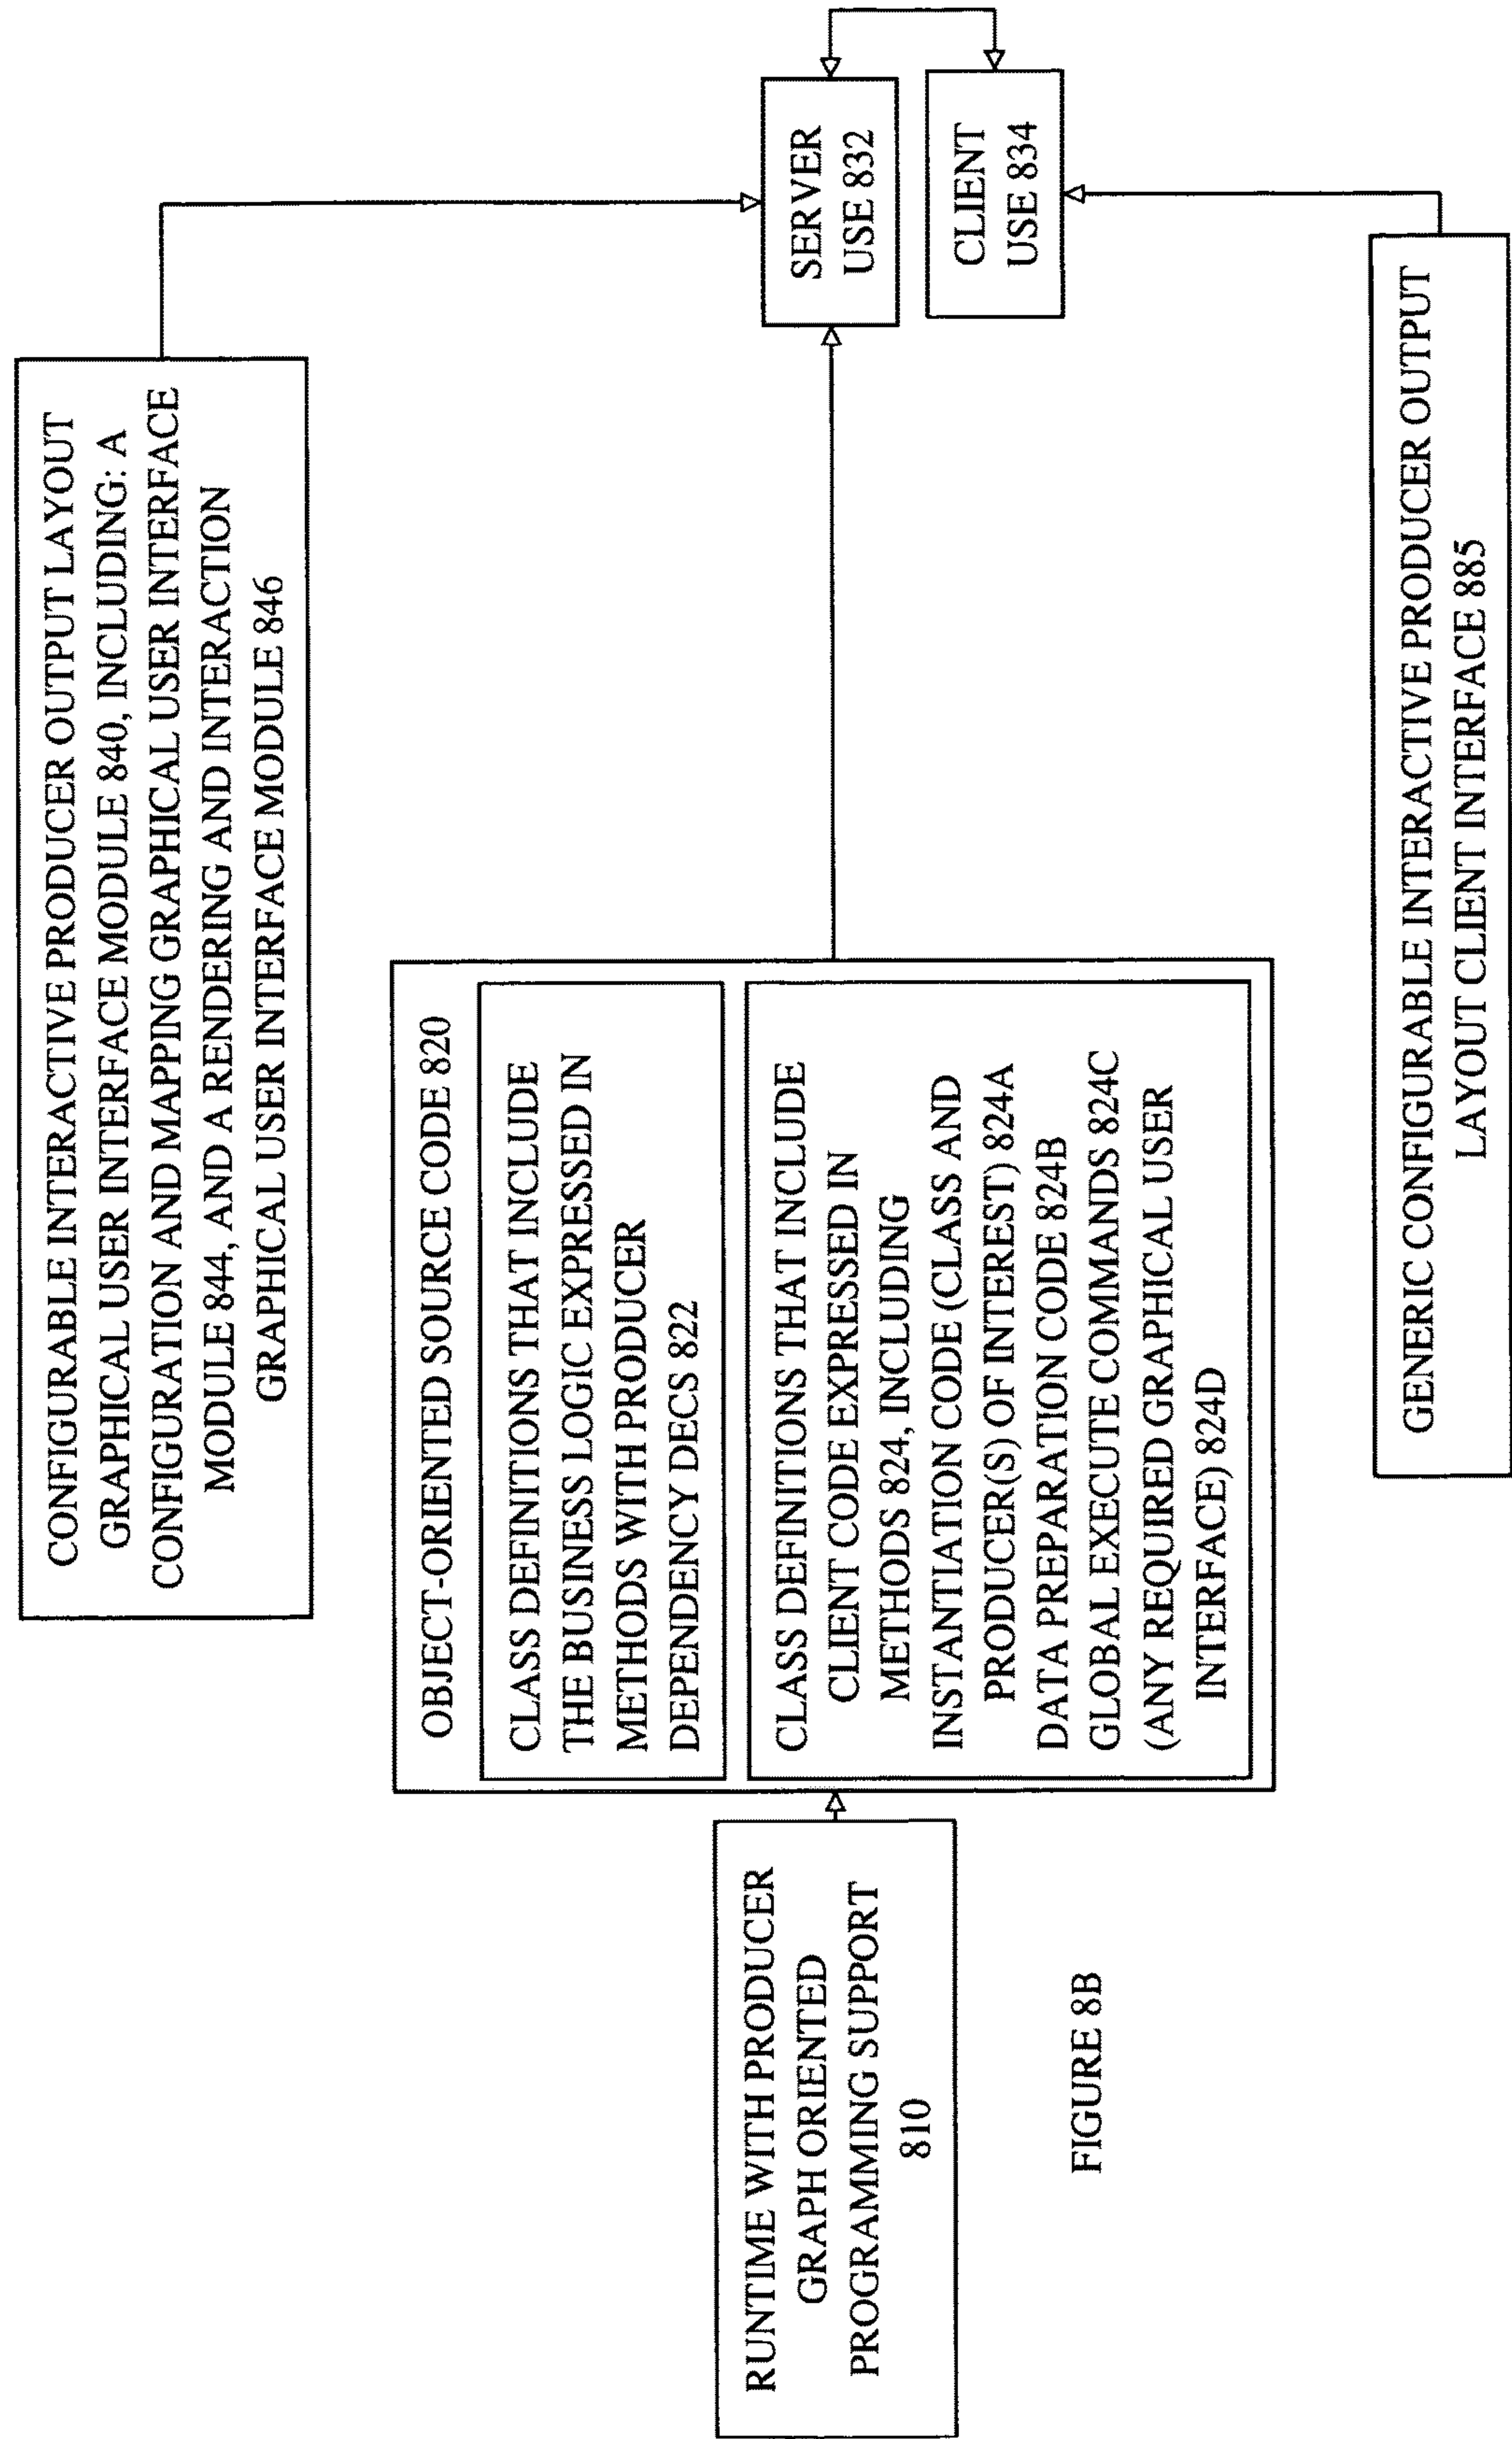 CONFIGURABLE INTERACTIVE PRODUCER OUTPUT LAYOUT
GRAPHICAL USER INTERFACE MODULE 840, INCLUDING: A
CONFIGURATION AND MAPPING GRAPHICAL USER INTERFACE
MODULE 844, AND A RENDERING AND INTERACTION
GRAPHICAL USER INTERFACE MODULE 846
RUNTIME WITH PRODUCER
GRAPH ORIENTED
PROGRAMMING SUPPORT
810
OBJECT-ORIENTED SOURCE CODE 820
CLASS DEFINITIONS THAT INCLUDE
THE BUSINESS LOGIC EXPRESSED IN
METHODS WITH PRODUCER
DEPENDENCY DECS 822
CLASS DEFINITIONS THAT INCLUDE
CLIENT CODE EXPRESSED IN
METHODS 824, INCLUDING
INSTANTIATION CODE (CLASS AND
PRODUCER(S) OF INTEREST) 824A
DATA PREPARATION CODE 824B
GLOBAL EXECUTE COMMANDS 824C
(ANY REQUIRED GRAPHICAL USER
INTERFACE) 824D
SERVER
USE 832
CLIENT
USE 834
GENERIC CONFIGURABLE INTERACTIVE PRODUCER OUTPUT
LAYOUT CLIENT INTERFACE 885
FIGURE 8B